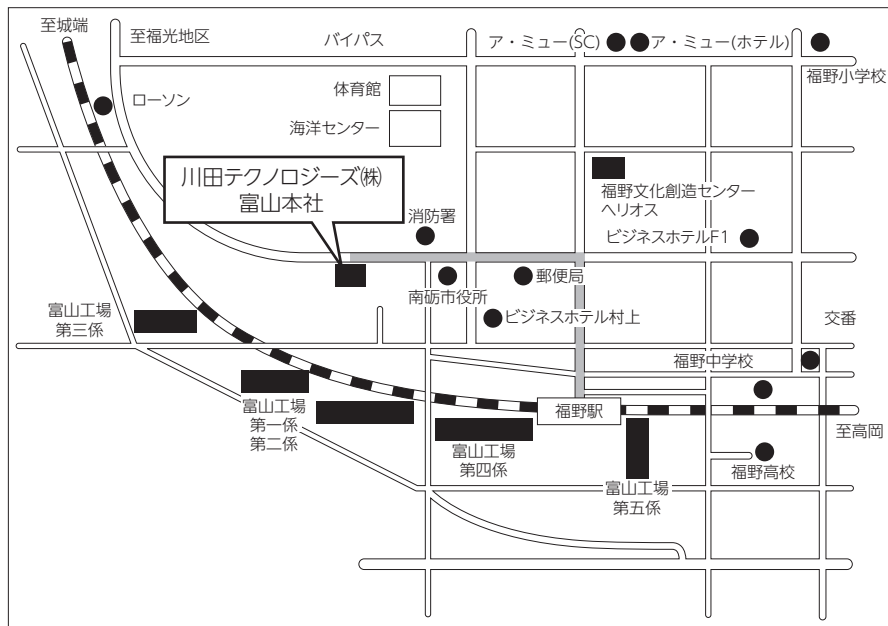 至城端
至福光地区
バイパス
ア・ミュー(SC)
ア・ミュー(ホテル)
福野小学校
ローソン
体育館
海洋センター
川田テクノロジーズ㈱
富山本社
消防署
福野文化創造センター
ヘリオス
ビジネスホテルF1
南砺市役所
郵便局
ビジネスホテル村上
交番
富山工場
第三係
福野中学校
富山工場
第一係
第二係
福野駅
至高岡
富山工場
第四係
福野高校
富山工場
第五係